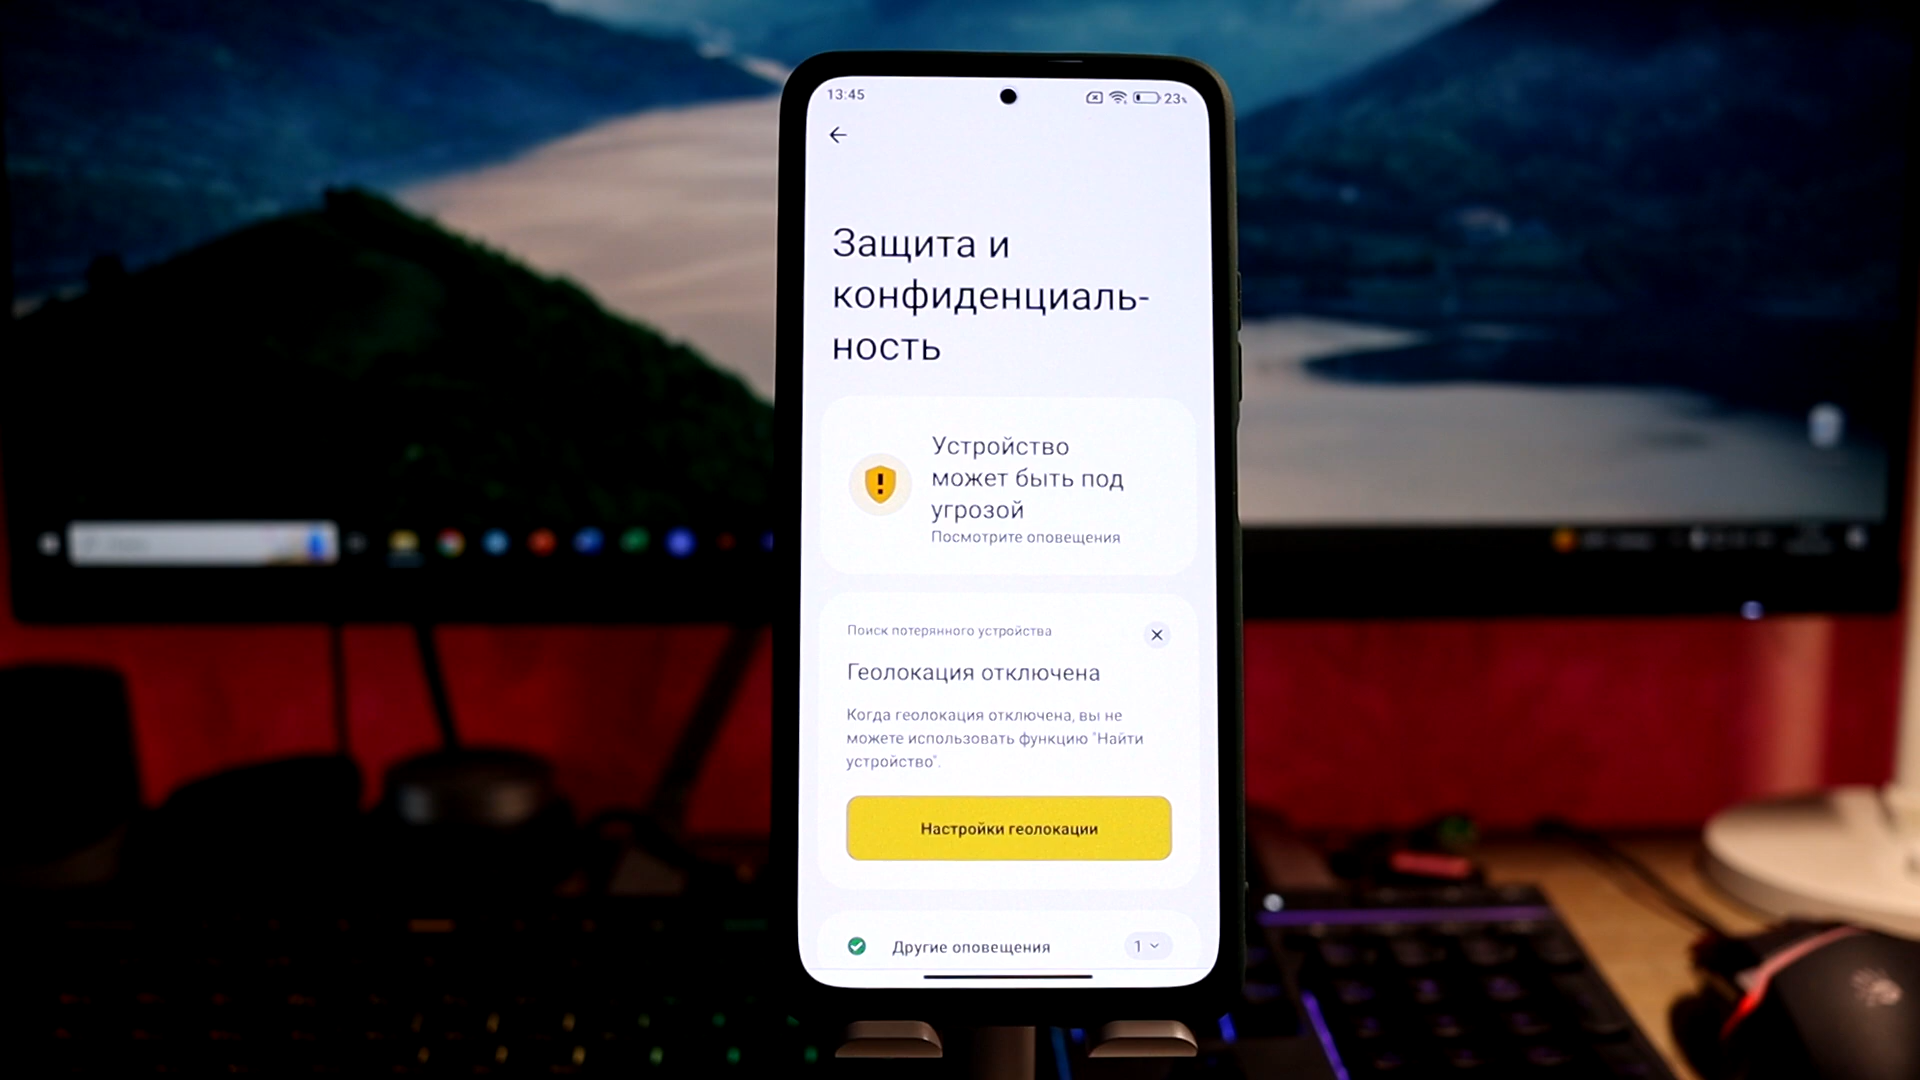 13:45
23%
Защита и
конфиденциаль-
ность
Устройство
может быть под
угрозой
Посмотрите оповещения
Поиск потерянного устройства
Геолокация отключена
Когда геолокация отключена, вы не
можете использовать функцию "Найти
устройство".
Настройки геолокации
Другие оповещения
1